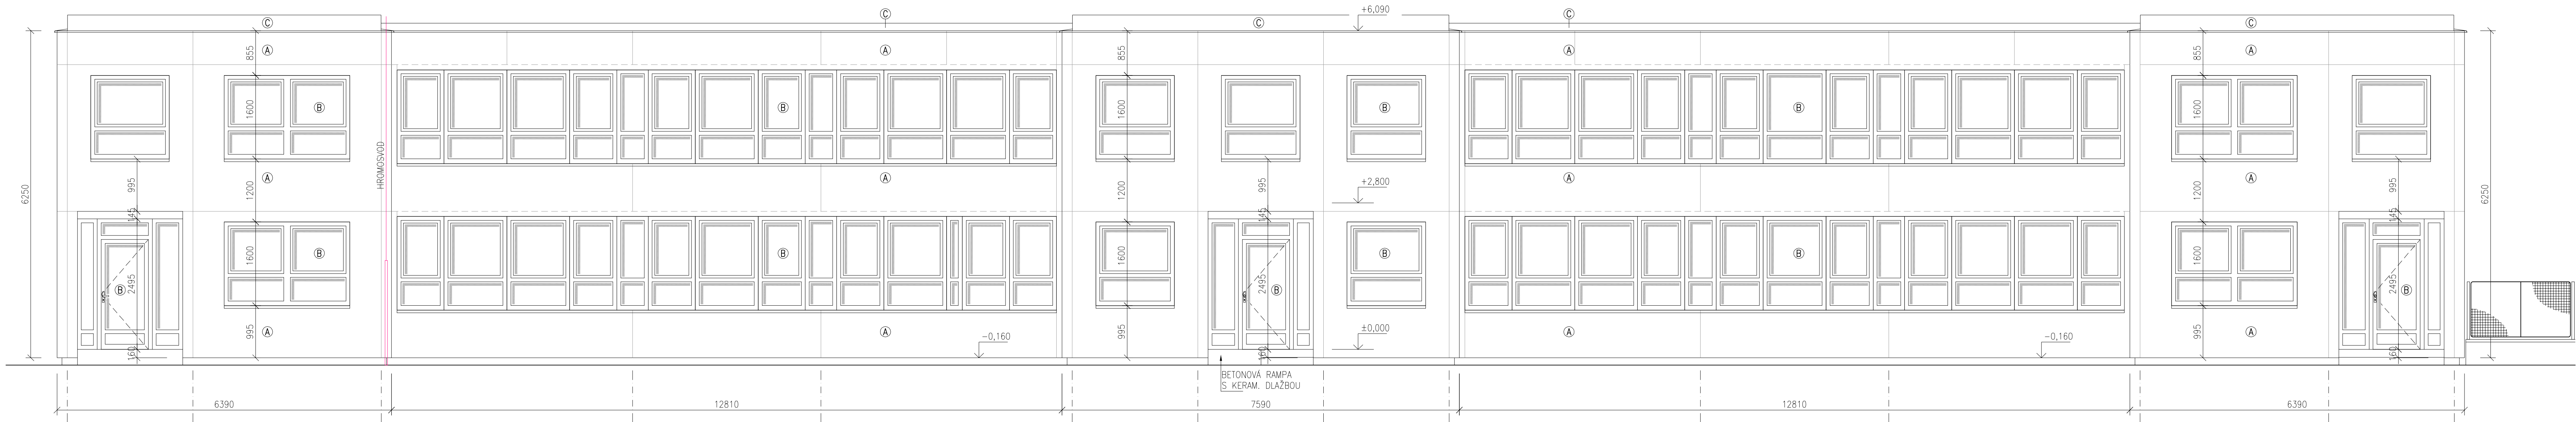 C
C
C
C
C
+6,090
855
A
A
855
A
855
A
1600
B
B
1600
B
B
1600
HROMOSVOD
6250
995
1200
A
A
1200
995
+2,800
A
1200
A
995
6250
145
145
145
1600
B
B
1600
B
B
1600
2495
B
2495
B
2495
B
995
A
A
995
±0,000
A
995
A
-0,160
-0,160
160
160
160
BETONOVÁ RAMPA
S KERAM. DLAŽBOU
6390
12810
7590
12810
6390